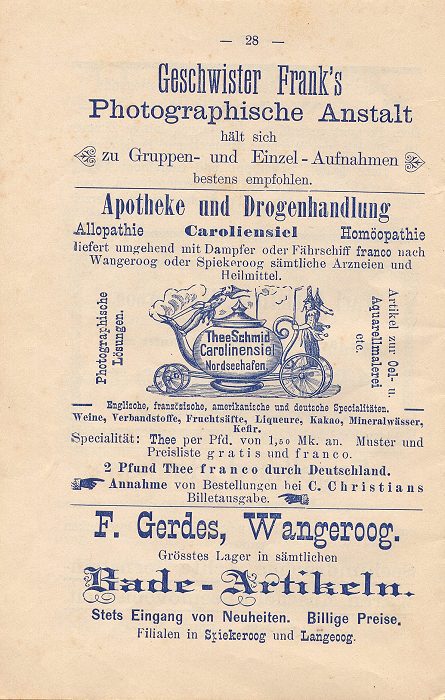 — 28 —
Geschwister Frank's
Photographische Anstalt
hält sich
zu Gruppen- und Einzel-Aufnahmen
bestens empfohlen.
Apotheke und Drogenhandlung
Allopathie Caroliensiel Homöopathie
liefert umgehend mit Dampfer oder Fährschiff franco nach
Wangeroog oder Spiekeroog sämtliche Arzneien und
Heilmittel.
Photographische
Lösungen.
Thee Schmid
Carolinensiel
Nordseehafen
Artikel zur Oel- u.
Aquarellmalerei
etc.
Englische, französische, amerikanische und deutsche Specialitäten.
Weine, Verbandstoffe, Fruchtsäfte, Liqueure, Kakao, Mineralwässer,
Kefir.
Specialität: Thee per Pfd. von 1,50 Mk. an. Muster und
Preisliste gratis und franco.
2 Pfund Thee franco durch Deutschland.
Annahme von Bestellungen bei C. Christians
Billetausgabe.
F. Gerdes, Wangeroog.
Grösstes Lager in sämtlichen
Bade-Artikeln.
Stets Eingang von Neuheiten. Billige Preise.
Filialen in Spiekeroog und Langeoog.